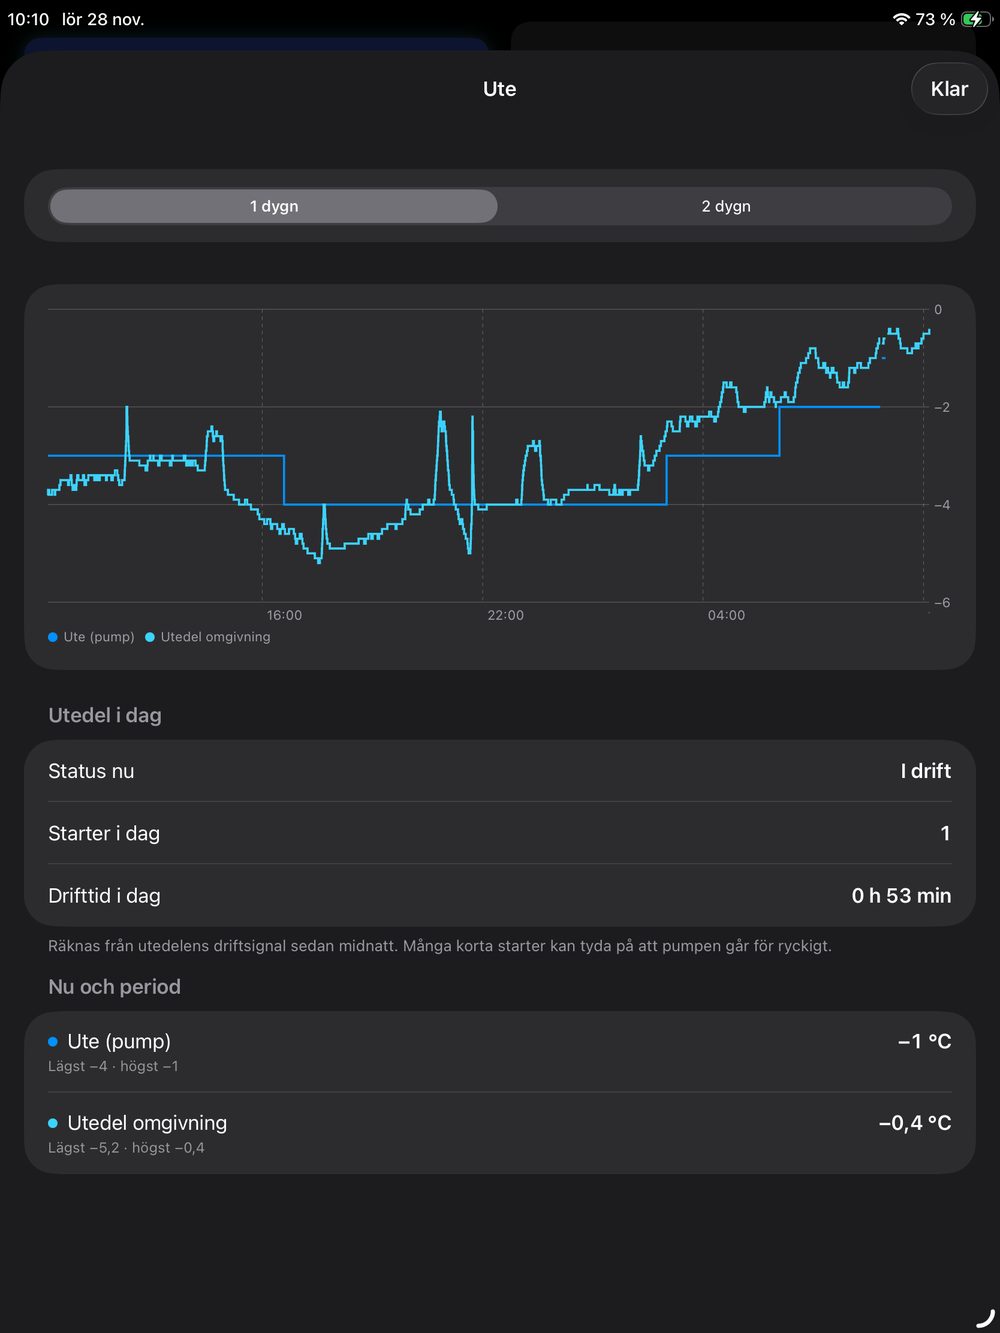 10:10 lör 28 nov.
73 %
Ute
Klar
1 dygn
2 dygn
0
−2
−4
−6
16:00
22:00
04:00
Ute (pump)
Utedel omgivning
Utedel i dag
Status nu
I drift
Starter i dag
1
Drifttid i dag
0 h 53 min
Räknas från utedelens driftsignal sedan midnatt. Många korta starter kan tyda på att pumpen går för ryckigt.
Nu och period
Ute (pump)
−1 °C
Lägst −4 · högst −1
Utedel omgivning
−0,4 °C
Lägst −5,2 · högst −0,4